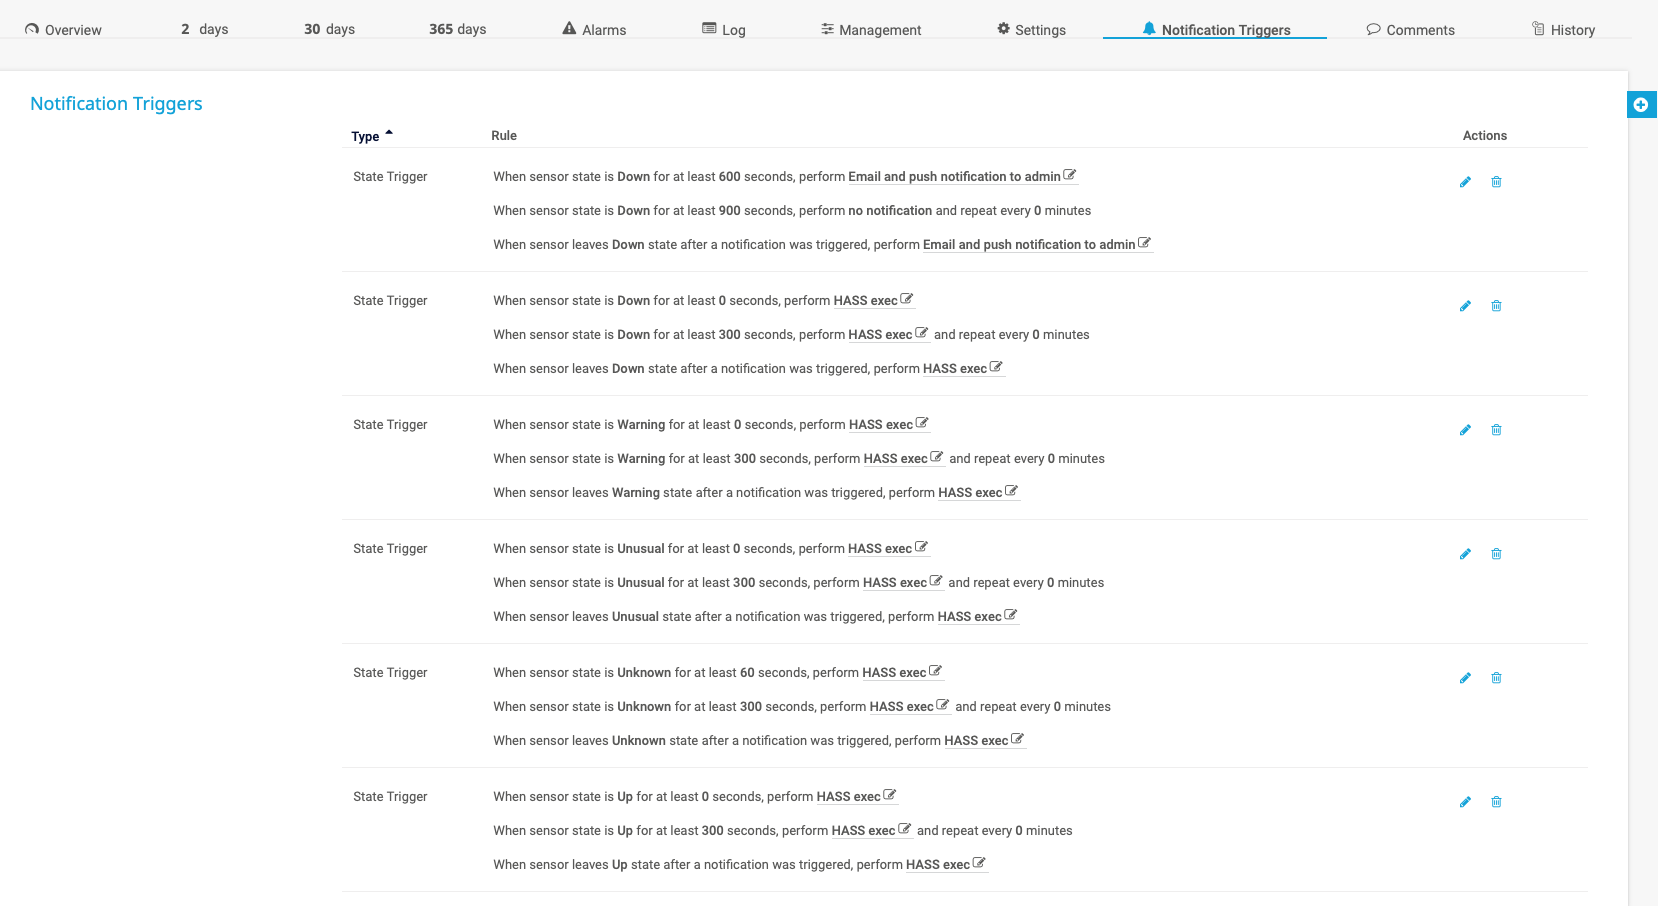 Overview 2 days 30 days 365 days Alarms Log Management Settings Notification Triggers Comments History
Notification Triggers
Type Rule Actions
State Trigger When sensor state is Down for at least 600 seconds, perform Email and push notification to admin
When sensor state is Down for at least 900 seconds, perform no notification and repeat every 0 minutes
When sensor leaves Down state after a notification was triggered, perform Email and push notification to admin
State Trigger When sensor state is Down for at least 0 seconds, perform HASS exec
When sensor state is Down for at least 300 seconds, perform HASS exec and repeat every 0 minutes
When sensor leaves Down state after a notification was triggered, perform HASS exec
State Trigger When sensor state is Warning for at least 0 seconds, perform HASS exec
When sensor state is Warning for at least 300 seconds, perform HASS exec and repeat every 0 minutes
When sensor leaves Warning state after a notification was triggered, perform HASS exec
State Trigger When sensor state is Unusual for at least 0 seconds, perform HASS exec
When sensor state is Unusual for at least 300 seconds, perform HASS exec and repeat every 0 minutes
When sensor leaves Unusual state after a notification was triggered, perform HASS exec
State Trigger When sensor state is Unknown for at least 60 seconds, perform HASS exec
When sensor state is Unknown for at least 300 seconds, perform HASS exec and repeat every 0 minutes
When sensor leaves Unknown state after a notification was triggered, perform HASS exec
State Trigger When sensor state is Up for at least 0 seconds, perform HASS exec
When sensor state is Up for at least 300 seconds, perform HASS exec and repeat every 0 minutes
When sensor leaves Up state after a notification was triggered, perform HASS exec